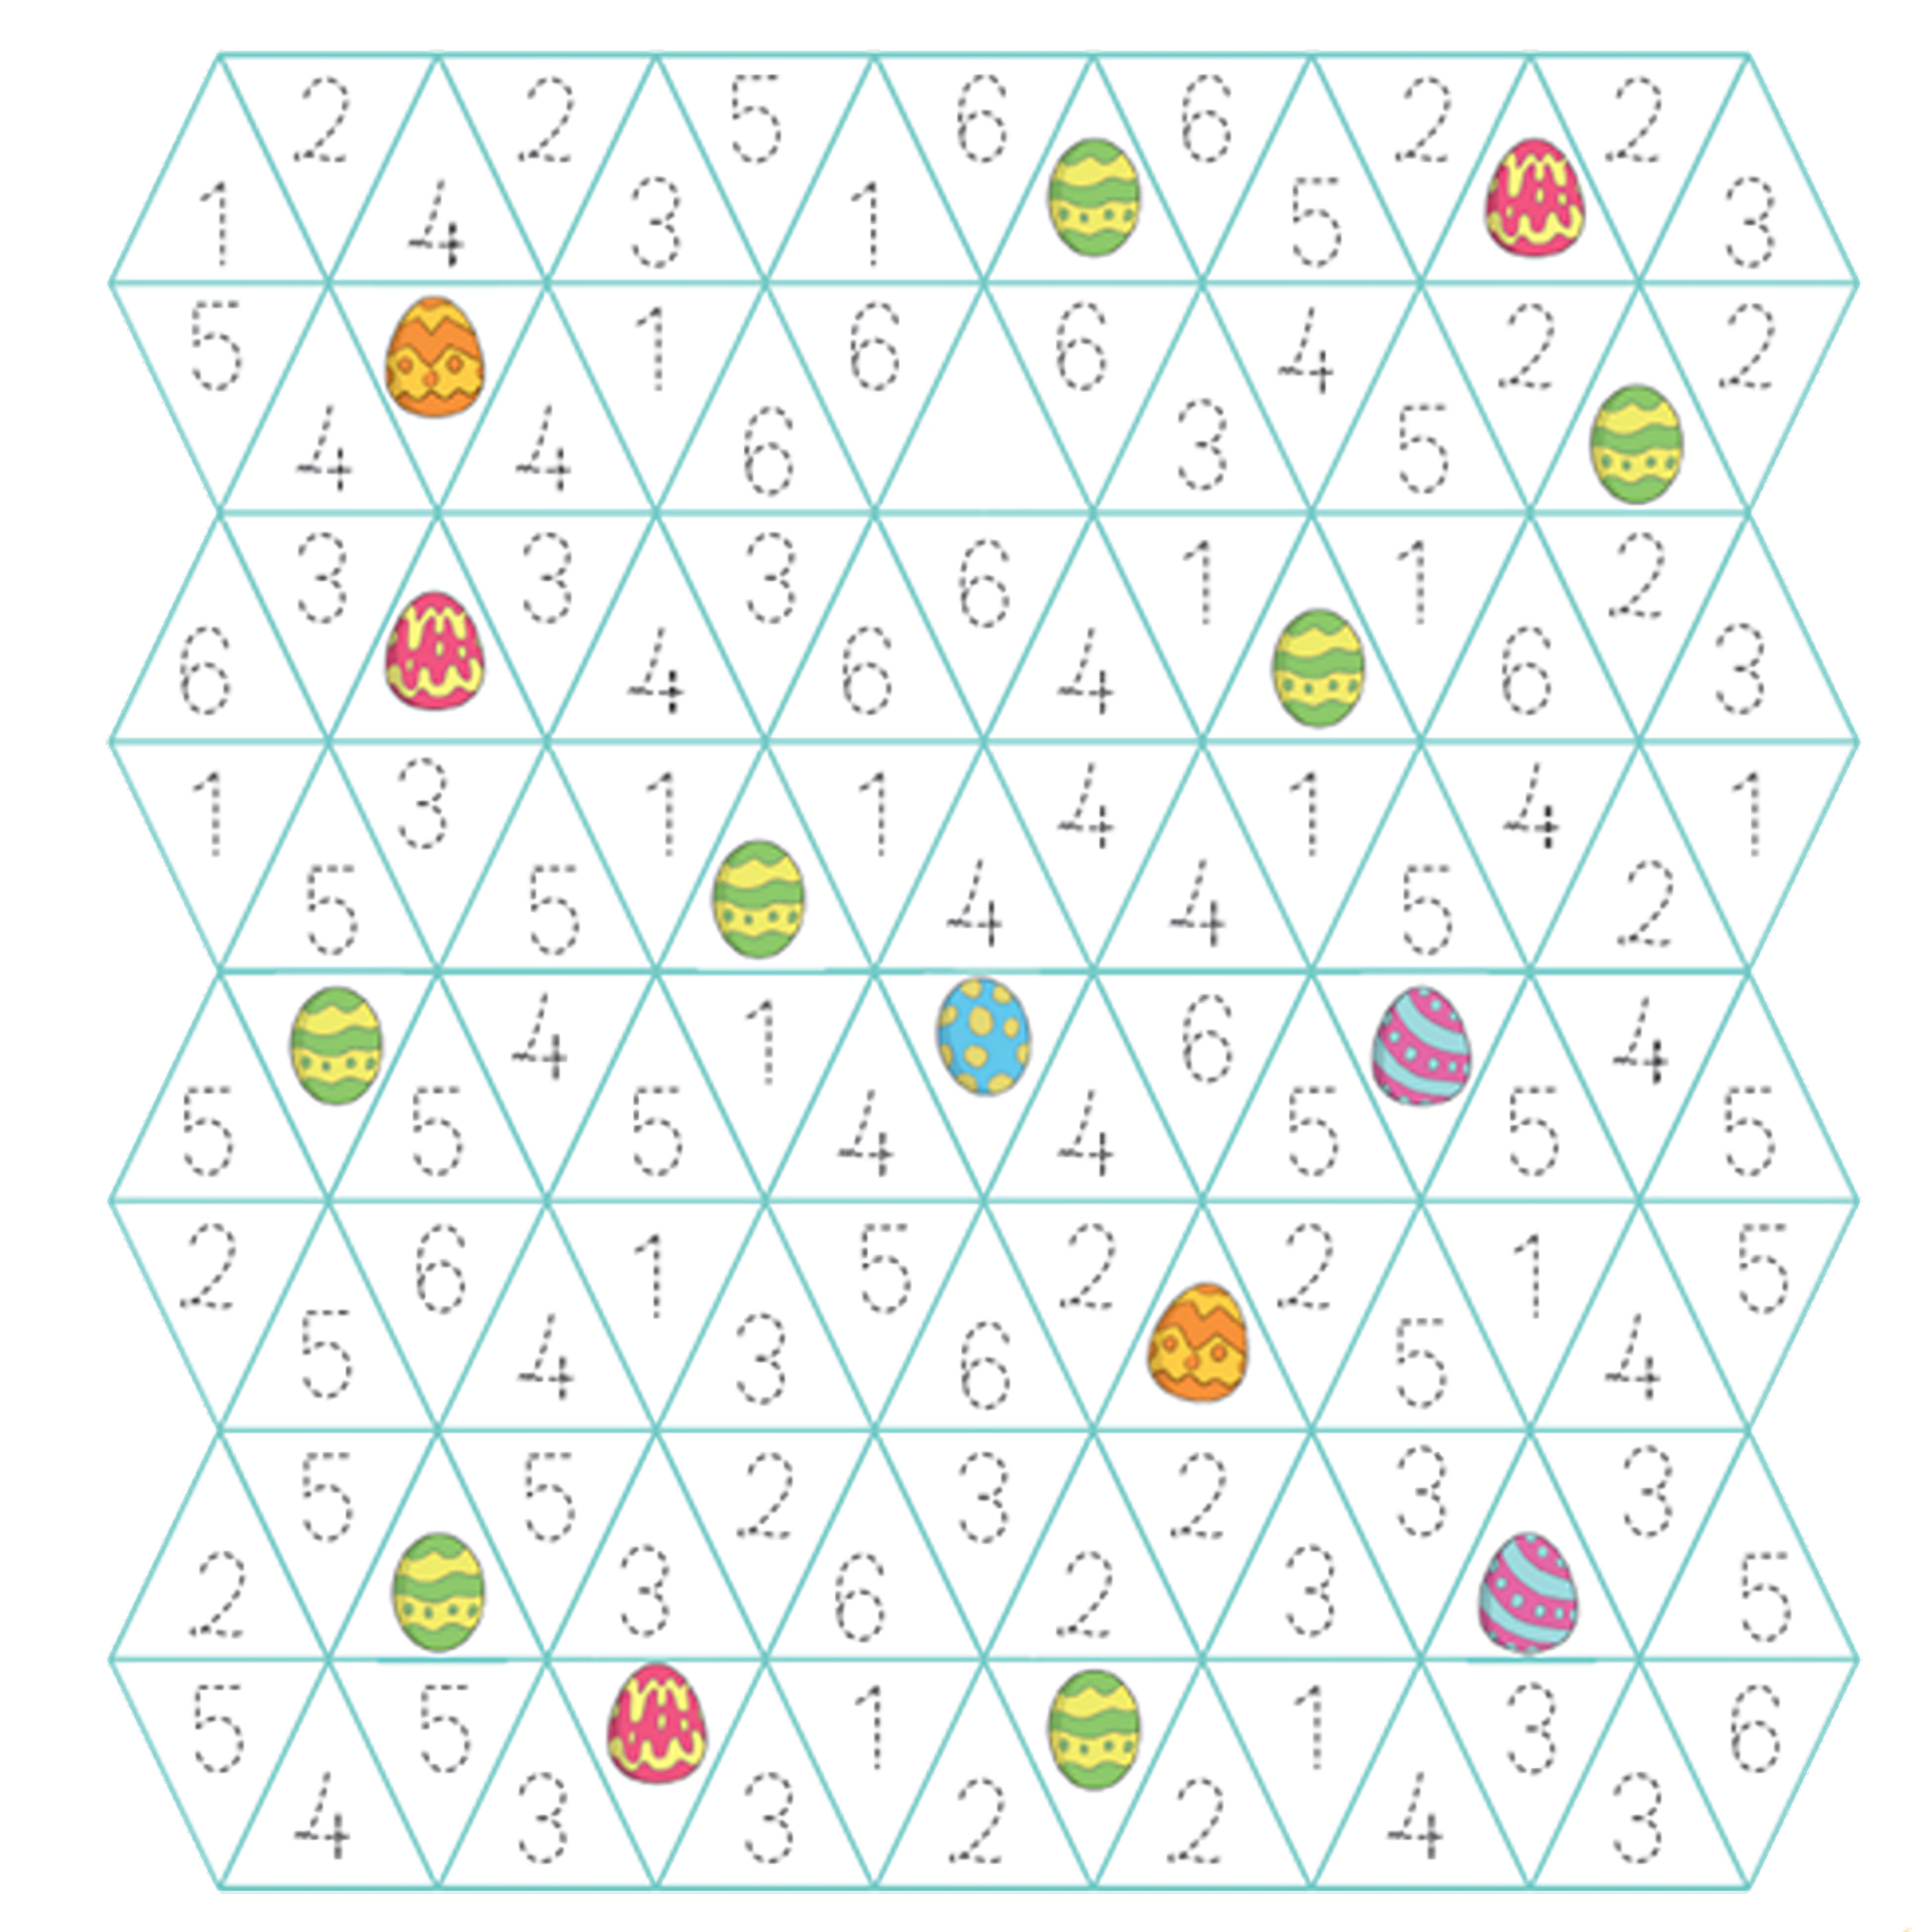 2 2 5 6 6 2 2
1 4 3 1 5 3
5 1 6 6 4 2 2
4 4 6 3 5
3 3 3 6 1 1 2
6 4 6 4 6 3
1 3 1 1 4 1 4 1
5 5 4 4 5 2
4 1 6 4
5 5 5 4 4 5 5 5
2 6 1 5 2 2 1 5
5 4 3 6 5 4
5 5 2 3 2 3 3
2 3 6 2 3 5
5 5 1 1 3 6
4 3 3 2 2 4 3